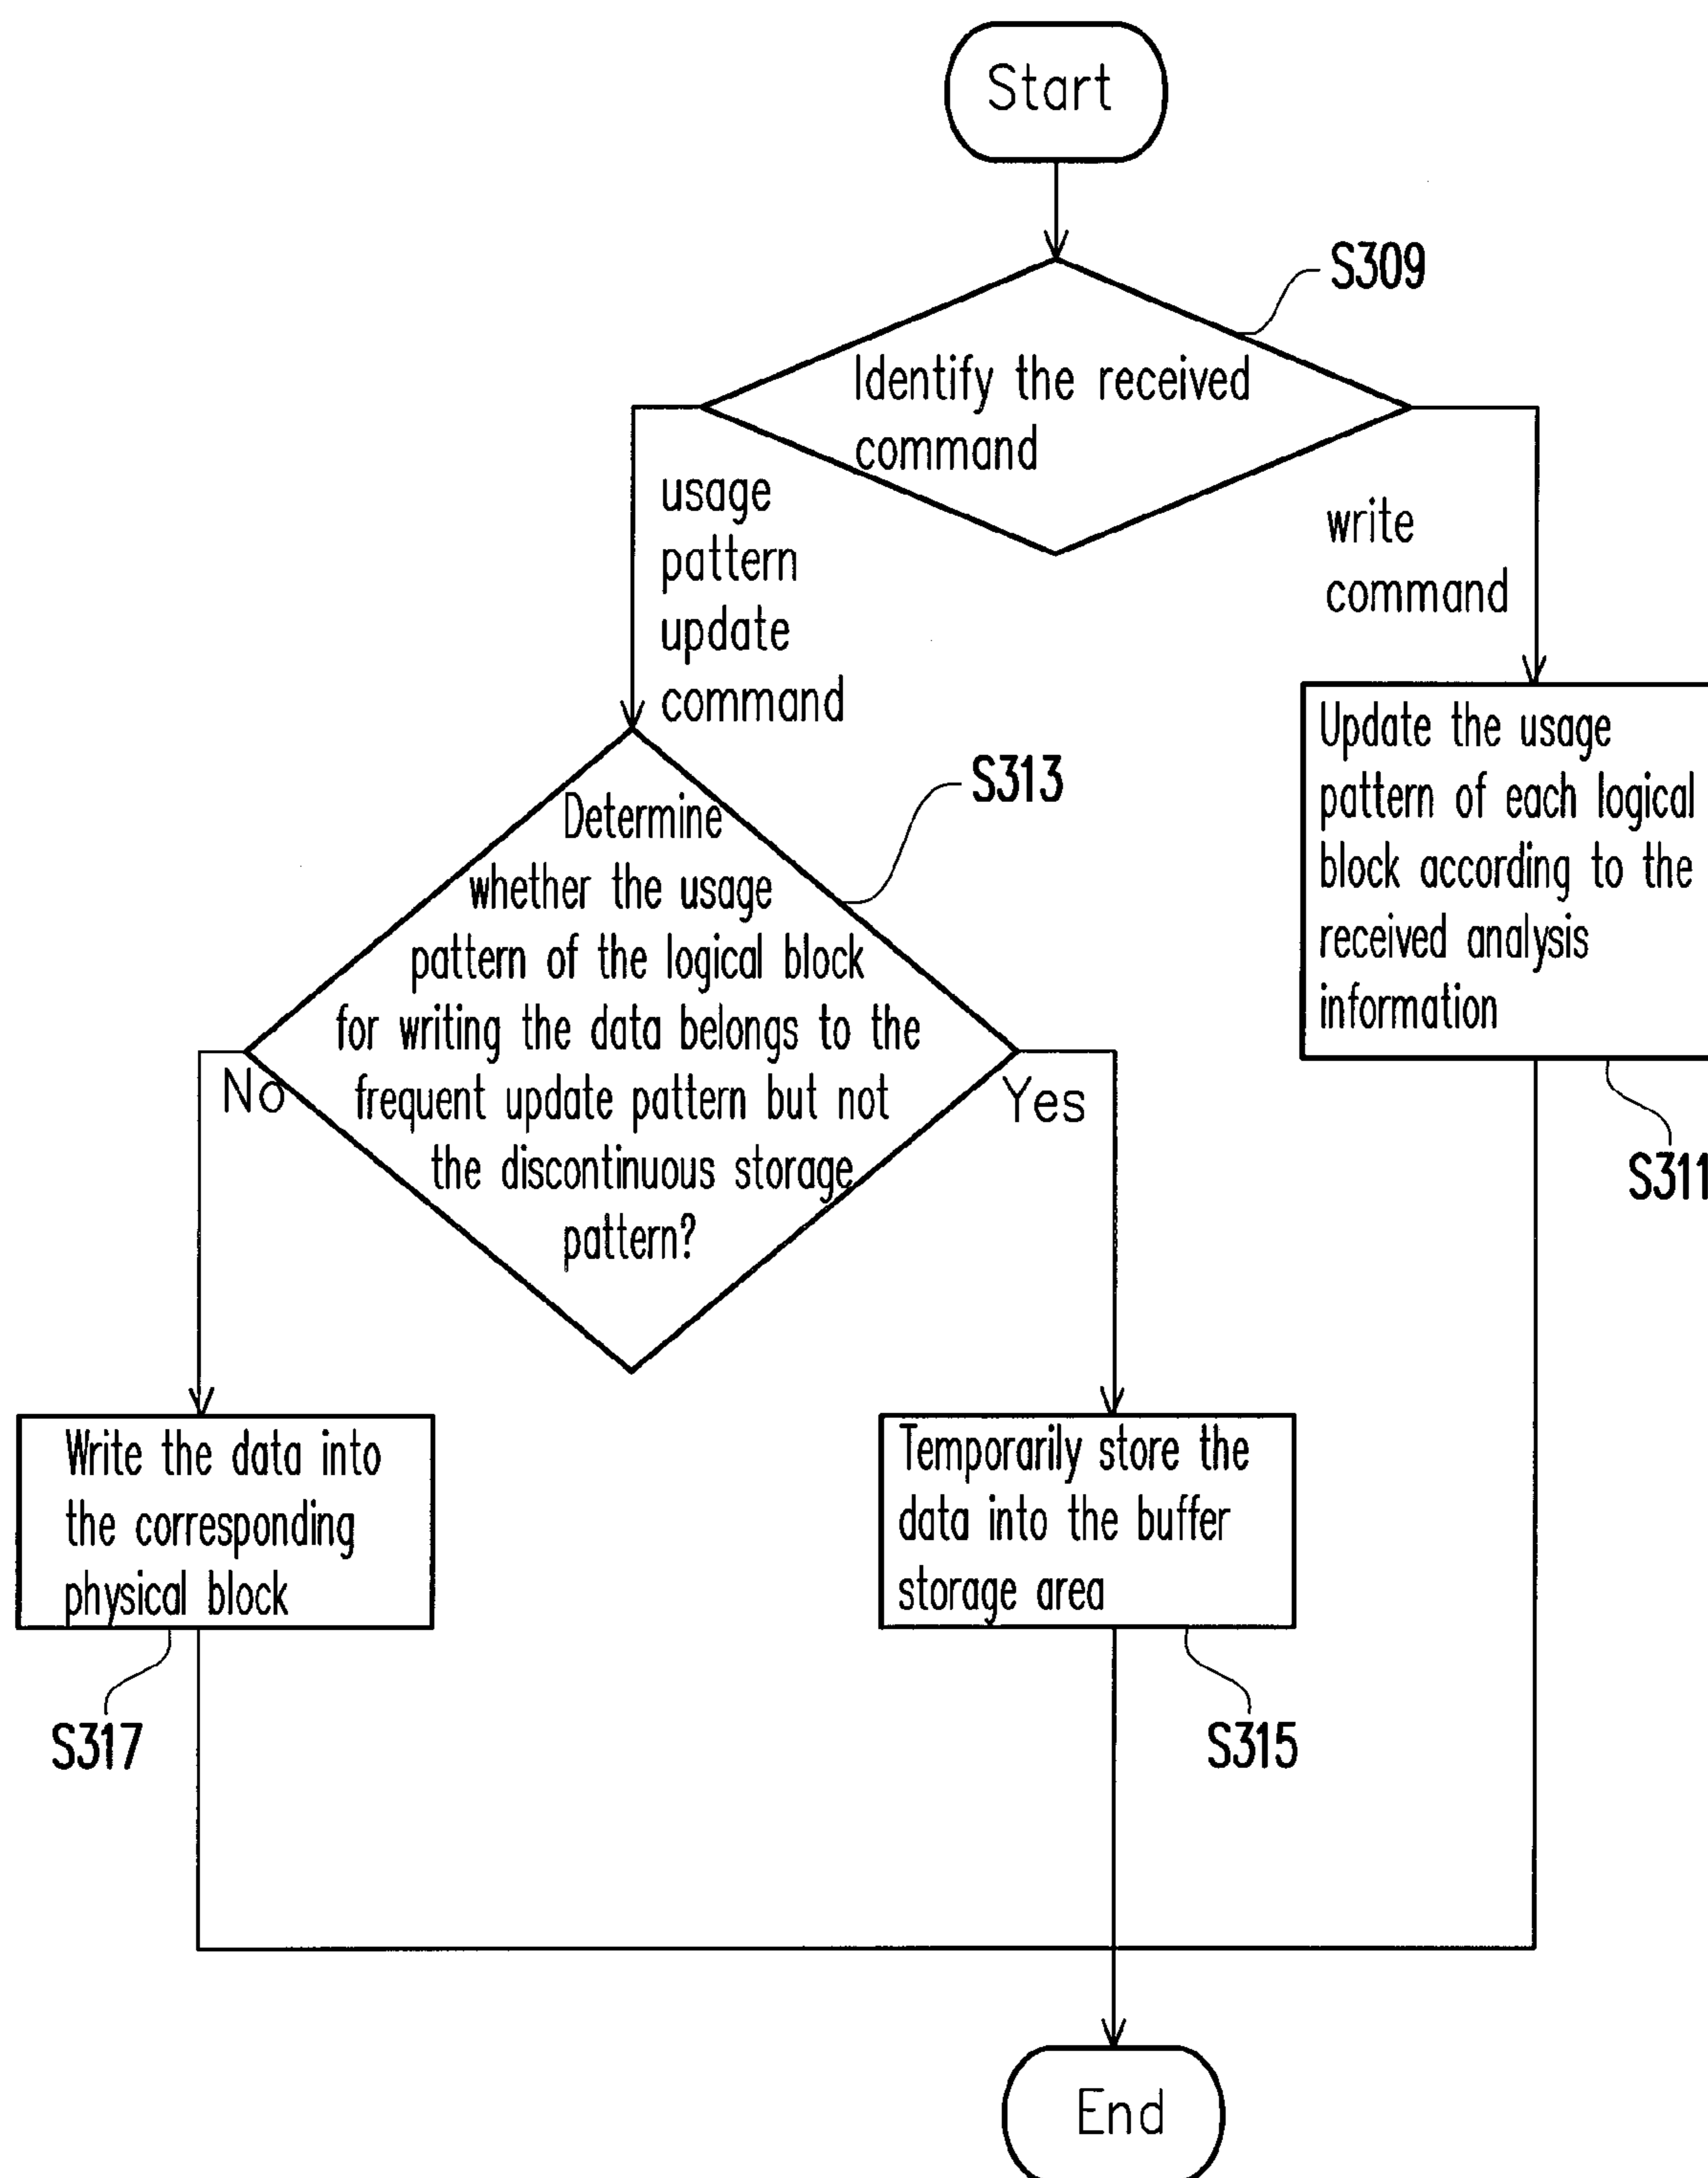 Start
S309
Identify the received
command
usage
pattern
update
command
write
command
Update the usage
pattern of each logical
block according to the
received analysis
information
S311
S313
Determine
whether the usage
pattern of the logical block
for writing the data belongs to the
frequent update pattern but not
the discontinuous storage
pattern?
No
Yes
Write the data into
the corresponding
physical block
S317
Temporarily store the
data into the buffer
storage area
S315
End